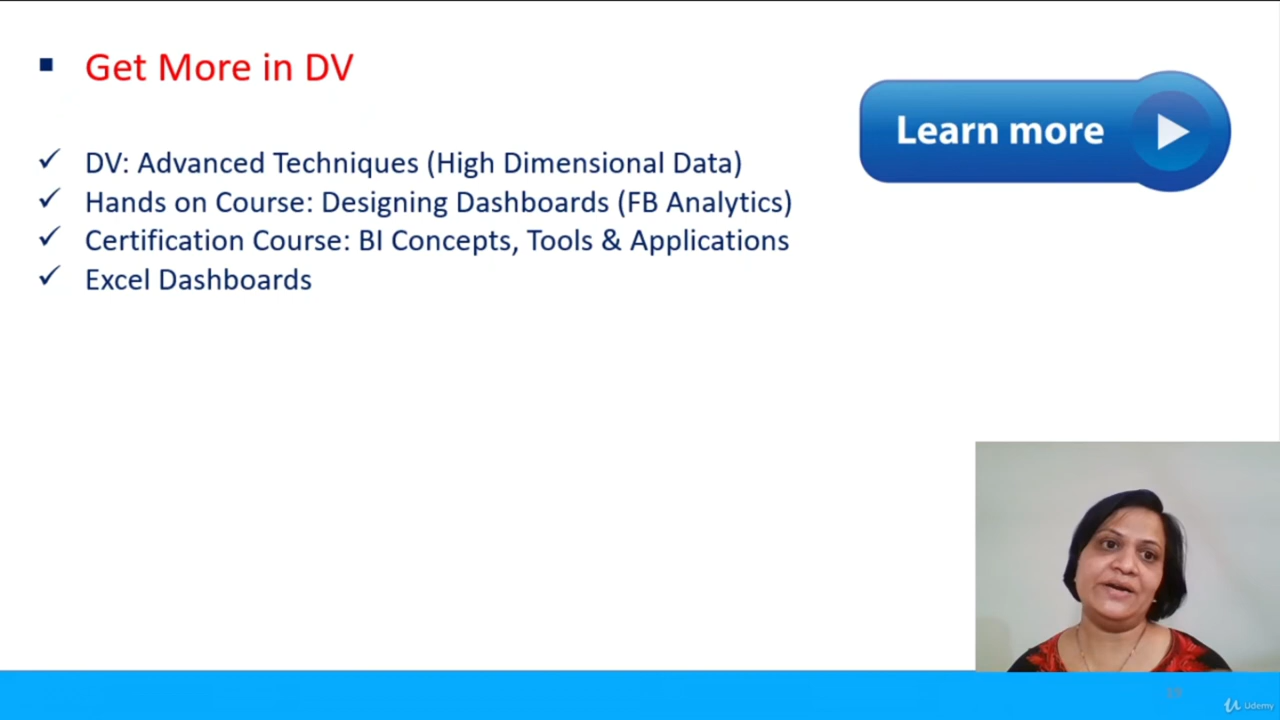 Get More in DV
Learn more
DV: Advanced Techniques (High Dimensional Data)
Hands on Course: Designing Dashboards (FB Analytics)
Certification Course: BI Concepts, Tools & Applications
Excel Dashboards
Udemy